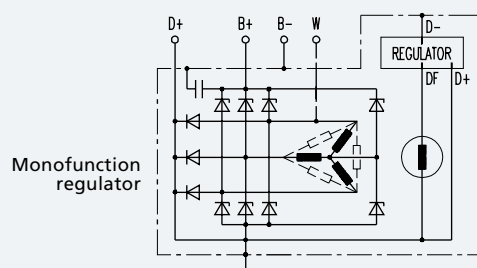 D+ B+ B- W D-
REGULATOR
DF D+
Monofunction
regulator